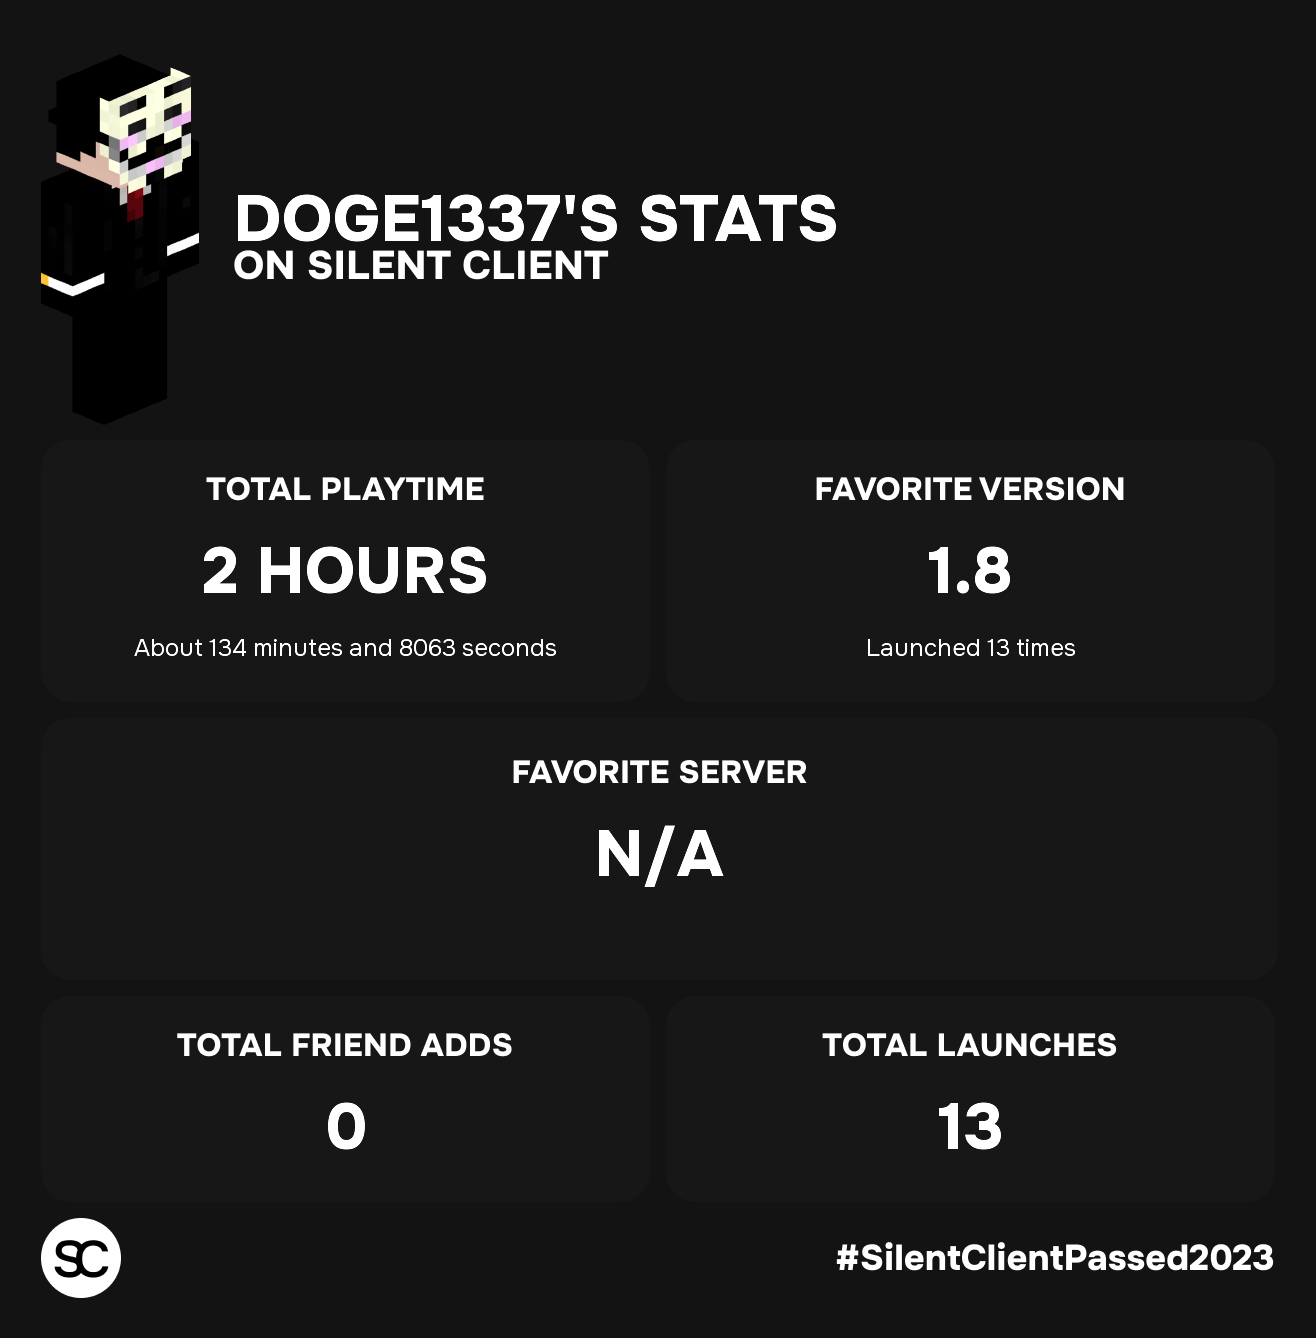 DOGE1337'S STATS
ON SILENT CLIENT
TOTAL PLAYTIME
2 HOURS
About 134 minutes and 8063 seconds
FAVORITE VERSION
1.8
Launched 13 times
FAVORITE SERVER
N/A
TOTAL FRIEND ADDS
0
TOTAL LAUNCHES
13
SC
#SilentClientPassed2023